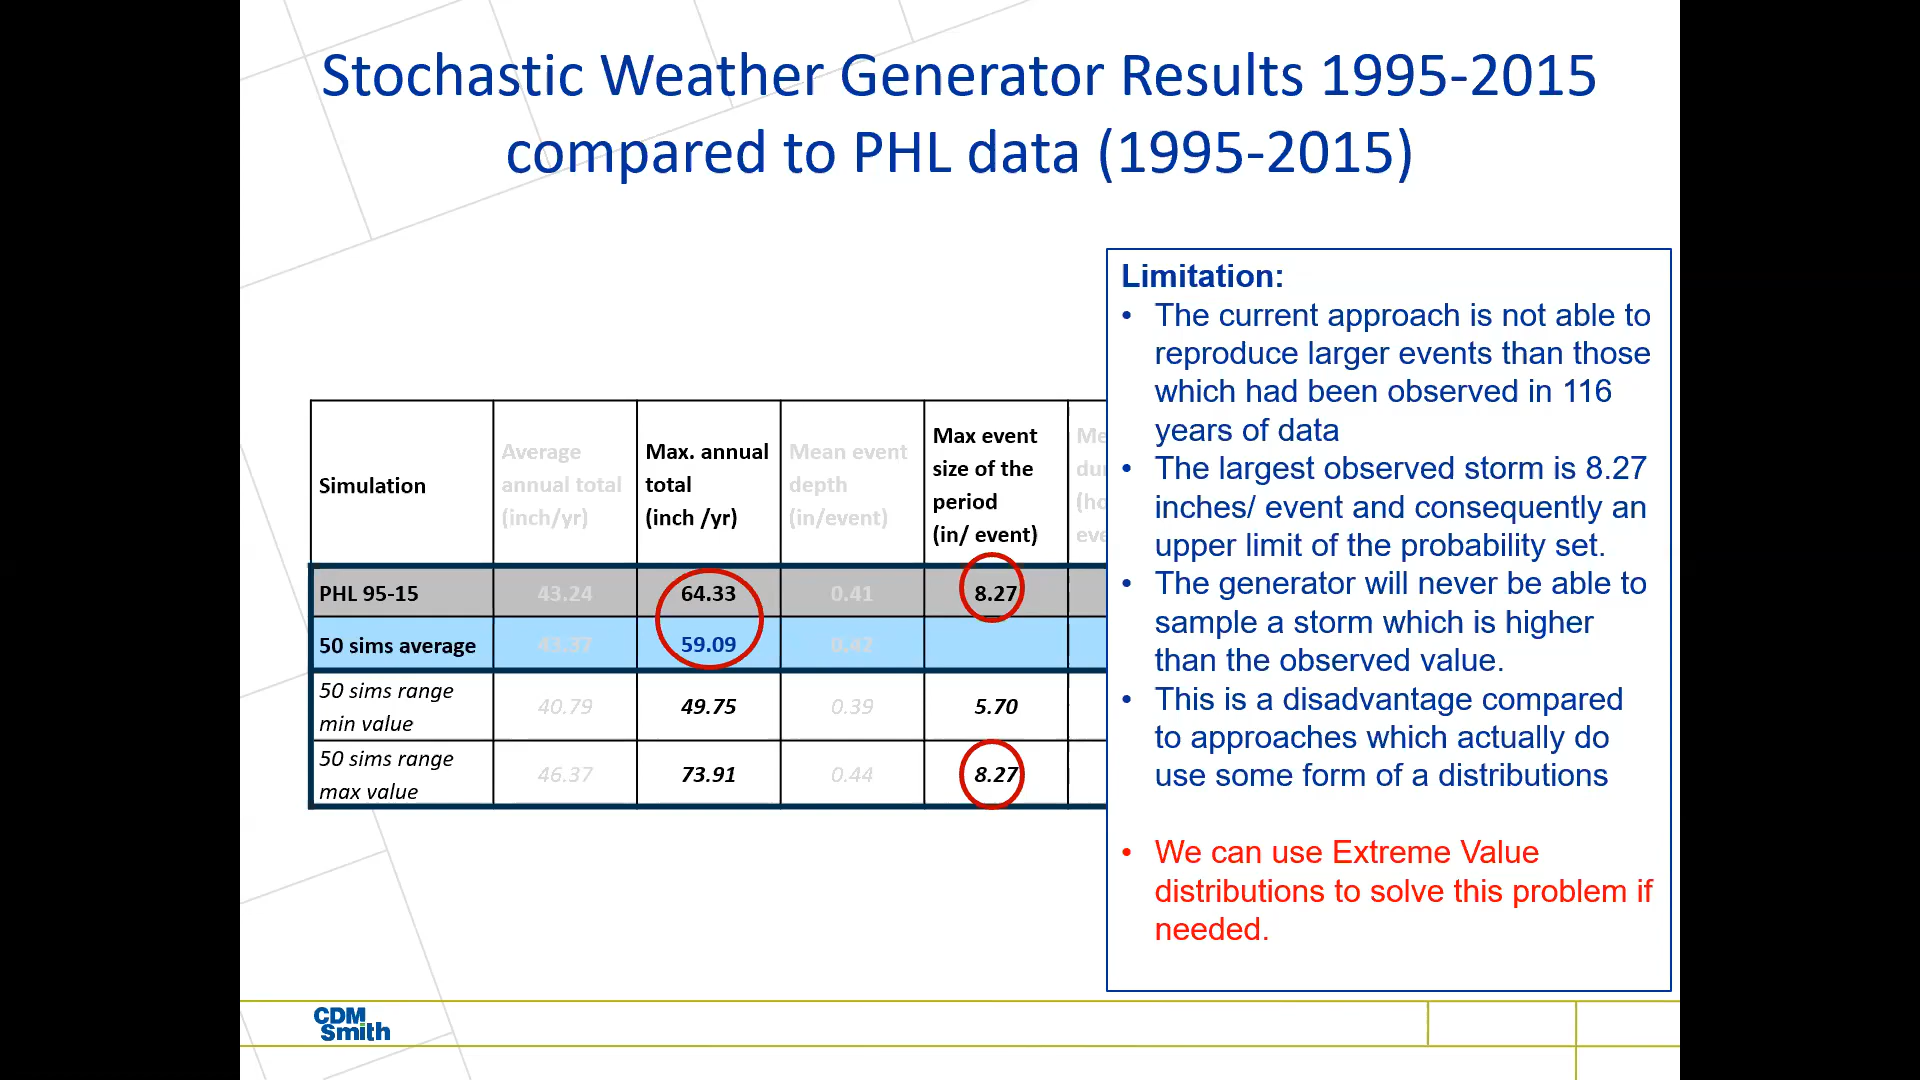 Stochastic Weather Generator Results 1995-2015
compared to PHL data (1995-2015)
Simulation
Average
annual total
(inch/yr)
Max. annual
total
(inch /yr)
Mean event
depth
(in/event)
Max event
size of the
period
(in/ event)
PHL 95-15
43.24
64.33
0.41
8.27
50 sims average
43.37
59.09
0.42
50 sims range
min value
40.79
49.75
0.39
5.70
50 sims range
max value
46.37
73.91
0.44
8.27
Limitation:
• The current approach is not able to
reproduce larger events than those
which had been observed in 116
years of data
• The largest observed storm is 8.27
inches/ event and consequently an
upper limit of the probability set.
• The generator will never be able to
sample a storm which is higher
than the observed value.
• This is a disadvantage compared
to approaches which actually do
use some form of a distributions
• We can use Extreme Value
distributions to solve this problem if
needed.
CDM
Smith